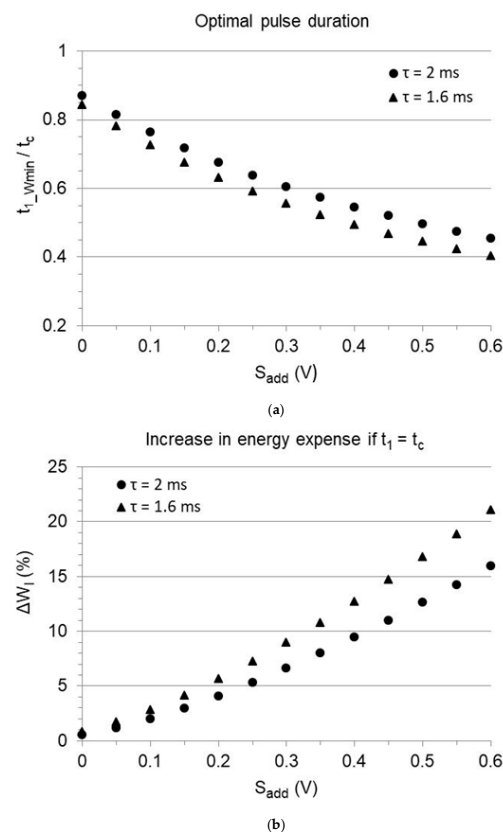 Optimal pulse duration
1
0.8
0.6
0.4
0.2
t1_Wmin / tc
τ = 2 ms
τ = 1.6 ms
0 0.1 0.2 0.3 0.4 0.5 0.6
Sadd (V)
(a)
Increase in energy expense if t1 = tc
25
20
15
10
5
0
ΔWI (%)
τ = 2 ms
τ = 1.6 ms
0 0.1 0.2 0.3 0.4 0.5 0.6
Sadd (V)
(b)